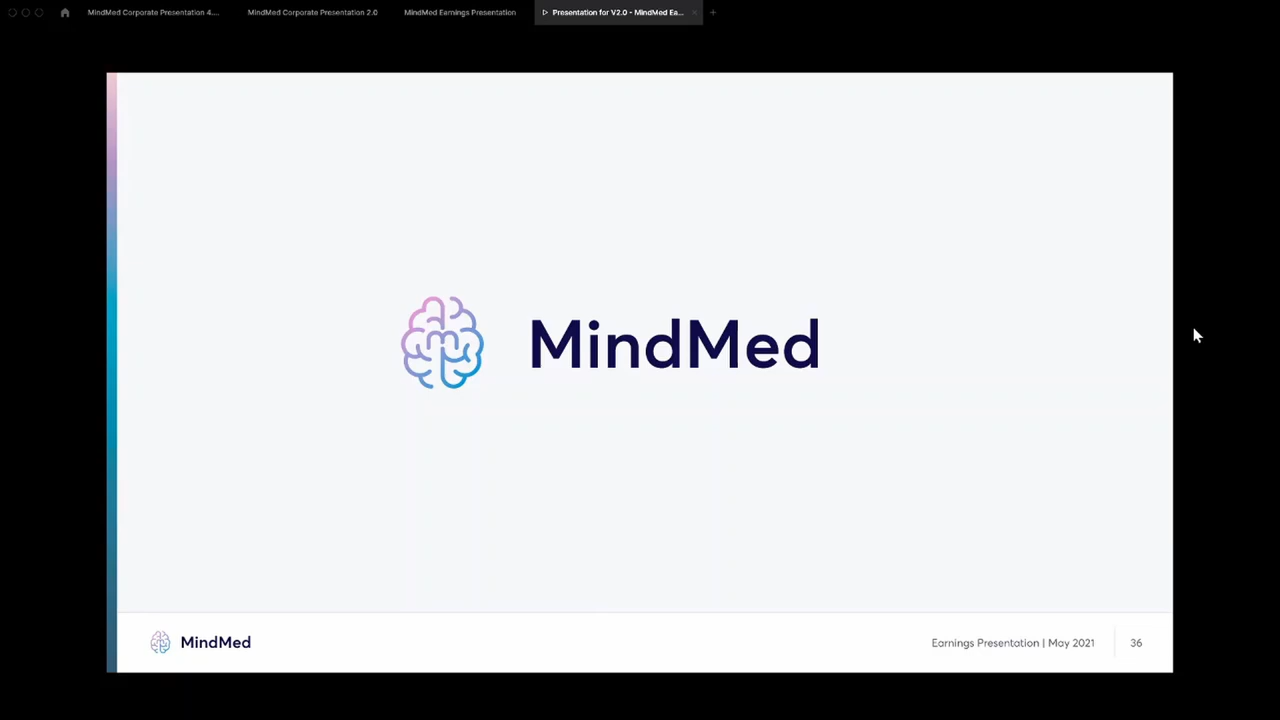 MindMed Corporate Presentation 4....
MindMed Corporate Presentation 2.0
MindMed Earnings Presentation
Presentation for V2.0 - MindMed Ea...
MindMed
MindMed
Earnings Presentation | May 2021
36